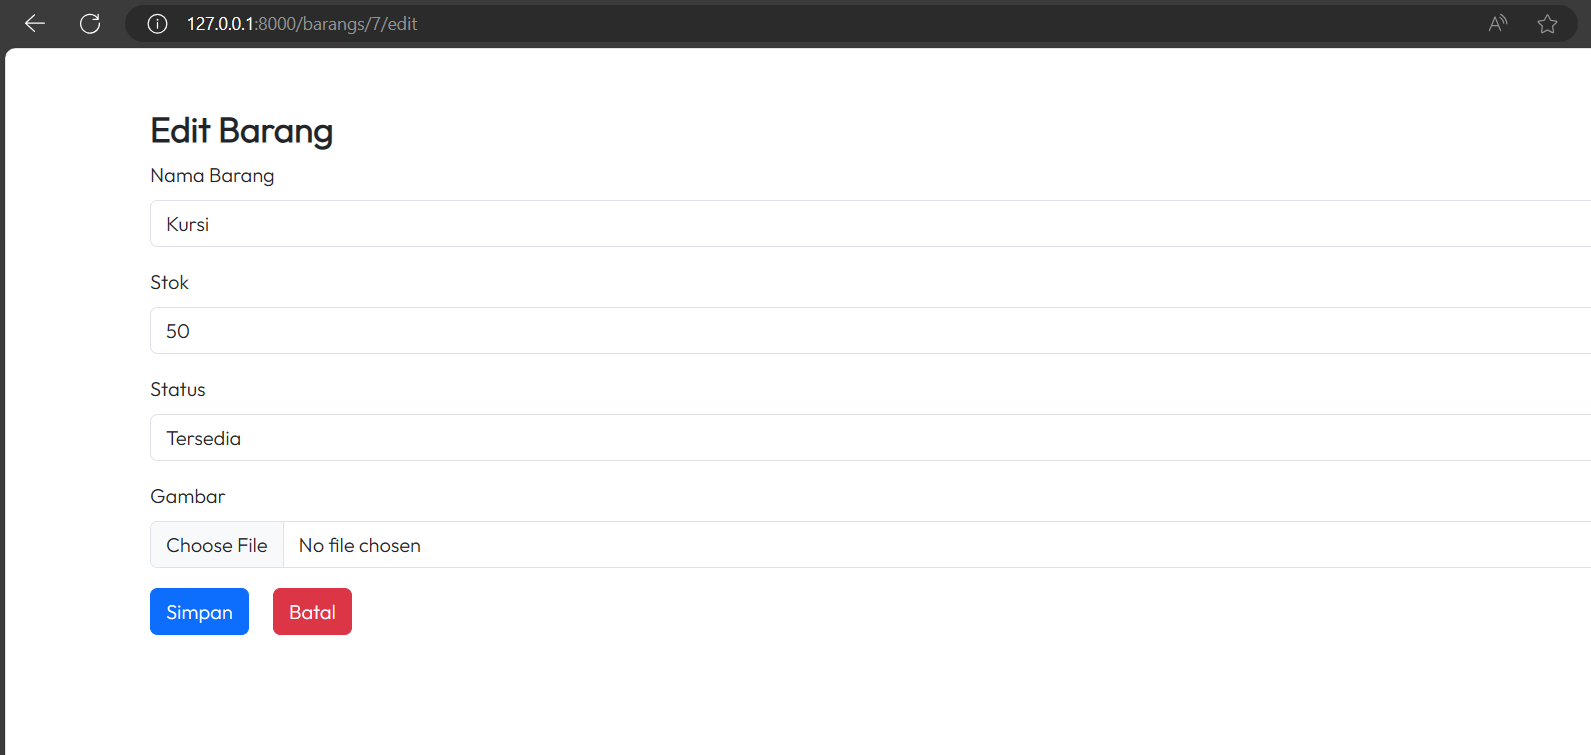 127.0.0.1:8000/barangs/7/edit
Edit Barang
Nama Barang
Kursi
Stok
50
Status
Tersedia
Gambar
Choose File No file chosen
Simpan Batal